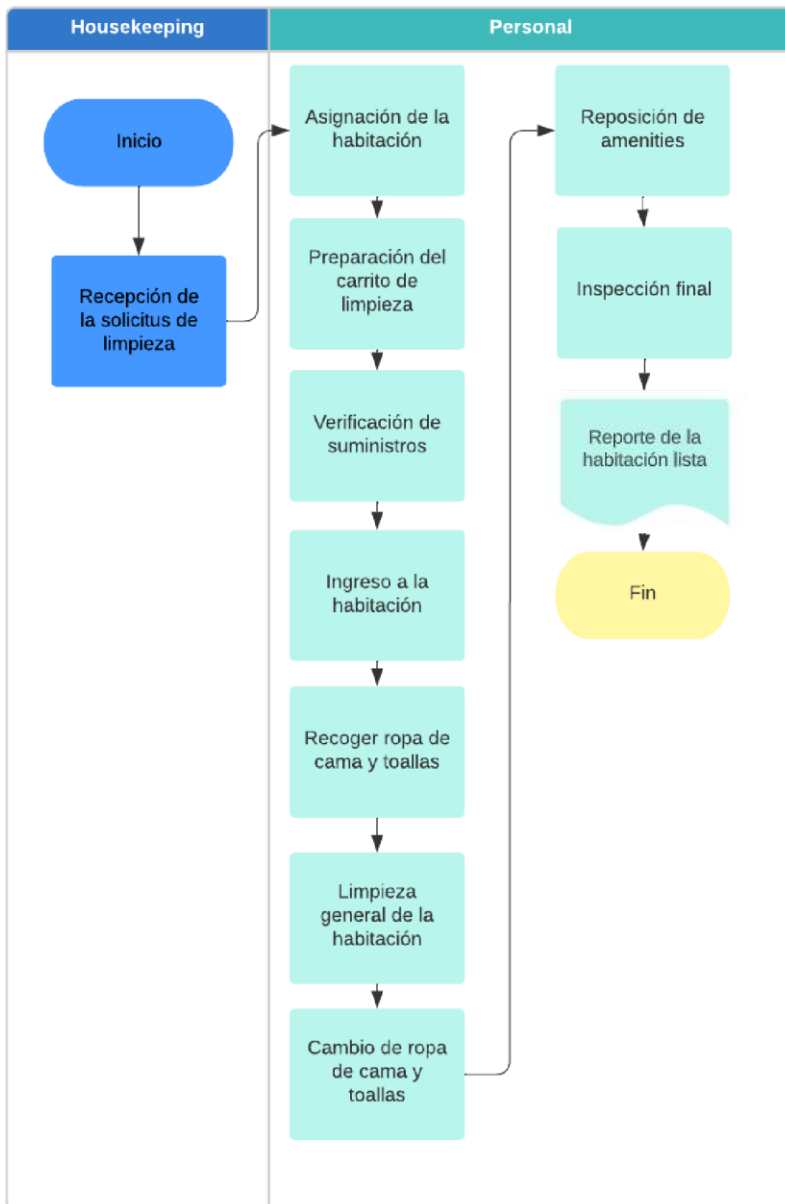 Housekeeping
Personal
Inicio
Recepción de
la solicitus de
limpieza
Asignación de la
habitación
Preparación del
carrito de
limpieza
Verificación de
suministros
Ingreso a la
habitación
Recoger ropa de
cama y toallas
Limpieza
general de la
habitación
Cambio de ropa
de cama y
toallas
Reposición de
amenities
Inspección final
Reporte de la
habitación lista
Fin